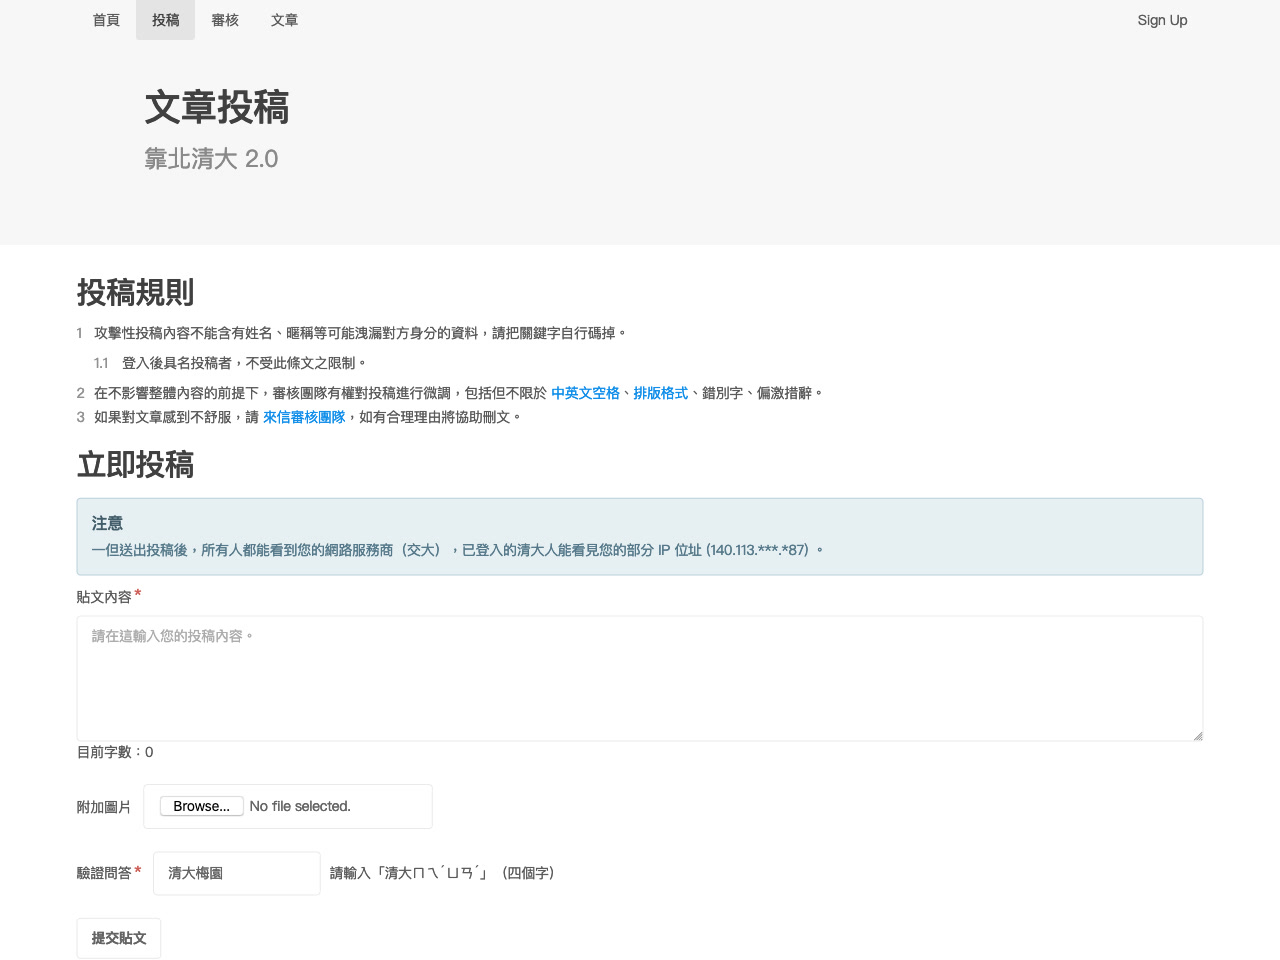 首頁 投稿 審核 文章 Sign Up
文章投稿
靠北清大 2.0
投稿規則
1 攻擊性投稿內容不能含有姓名、暱稱等可能洩漏對方身分的資料，請把關鍵字自行碼掉。
1.1 登入後具名投稿者，不受此條文之限制。
2 在不影響整體內容的前提下，審核團隊有權對投稿進行微調，包括但不限於 中英文空格、排版格式、錯別字、偏激措辭。
3 如果對文章感到不舒服，請 來信審核團隊，如有合理理由將協助刪文。
立即投稿
注意
一但送出投稿後，所有人都能看到您的網路服務商（交大），已登入的清大人能看見您的部分 IP 位址 (140.113.***.*87) 。
貼文內容*
請在這輸入您的投稿內容。
目前字數：0
附加圖片 Browse... No file selected.
驗證問答* 清大梅園 請輸入「清大ㄇㄟˊㄩㄢˊ」（四個字）
提交貼文